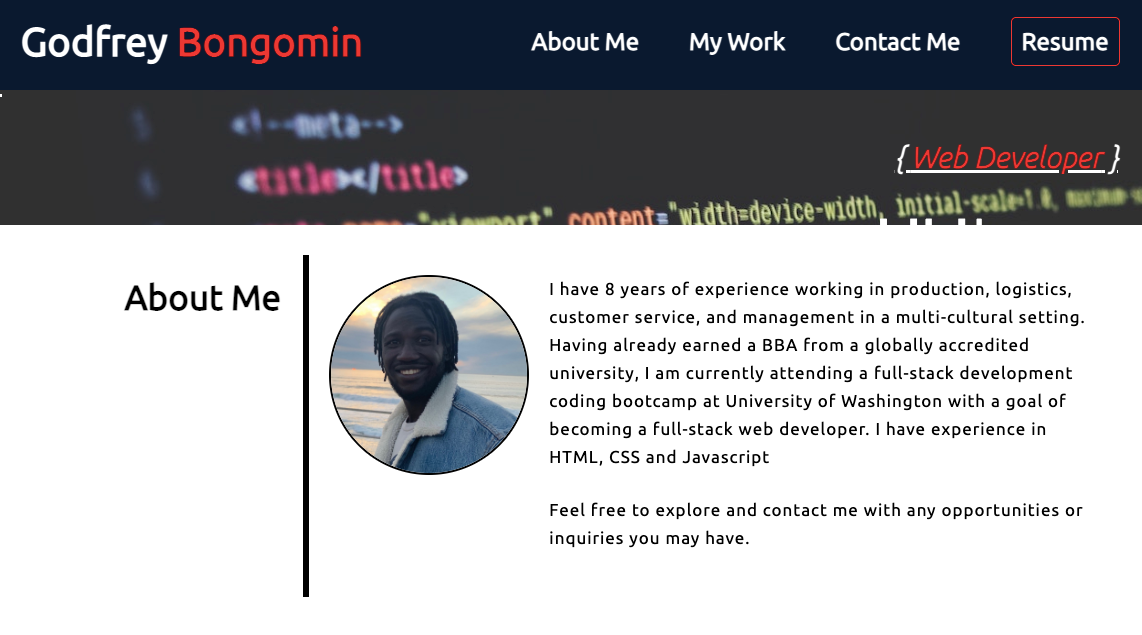 Godfrey Bongomin
About Me
My Work
Contact Me
Resume
<!--meta-->
<title></title>
{ Web Developer }
"viewport" content="width=device-width, initial-scale=1.0,
About Me
I have 8 years of experience working in production, logistics,
customer service, and management in a multi-cultural setting.
Having already earned a BBA from a globally accredited
university, I am currently attending a full-stack development
coding bootcamp at University of Washington with a goal of
becoming a full-stack web developer. I have experience in
HTML, CSS and Javascript
Feel free to explore and contact me with any opportunities or
inquiries you may have.